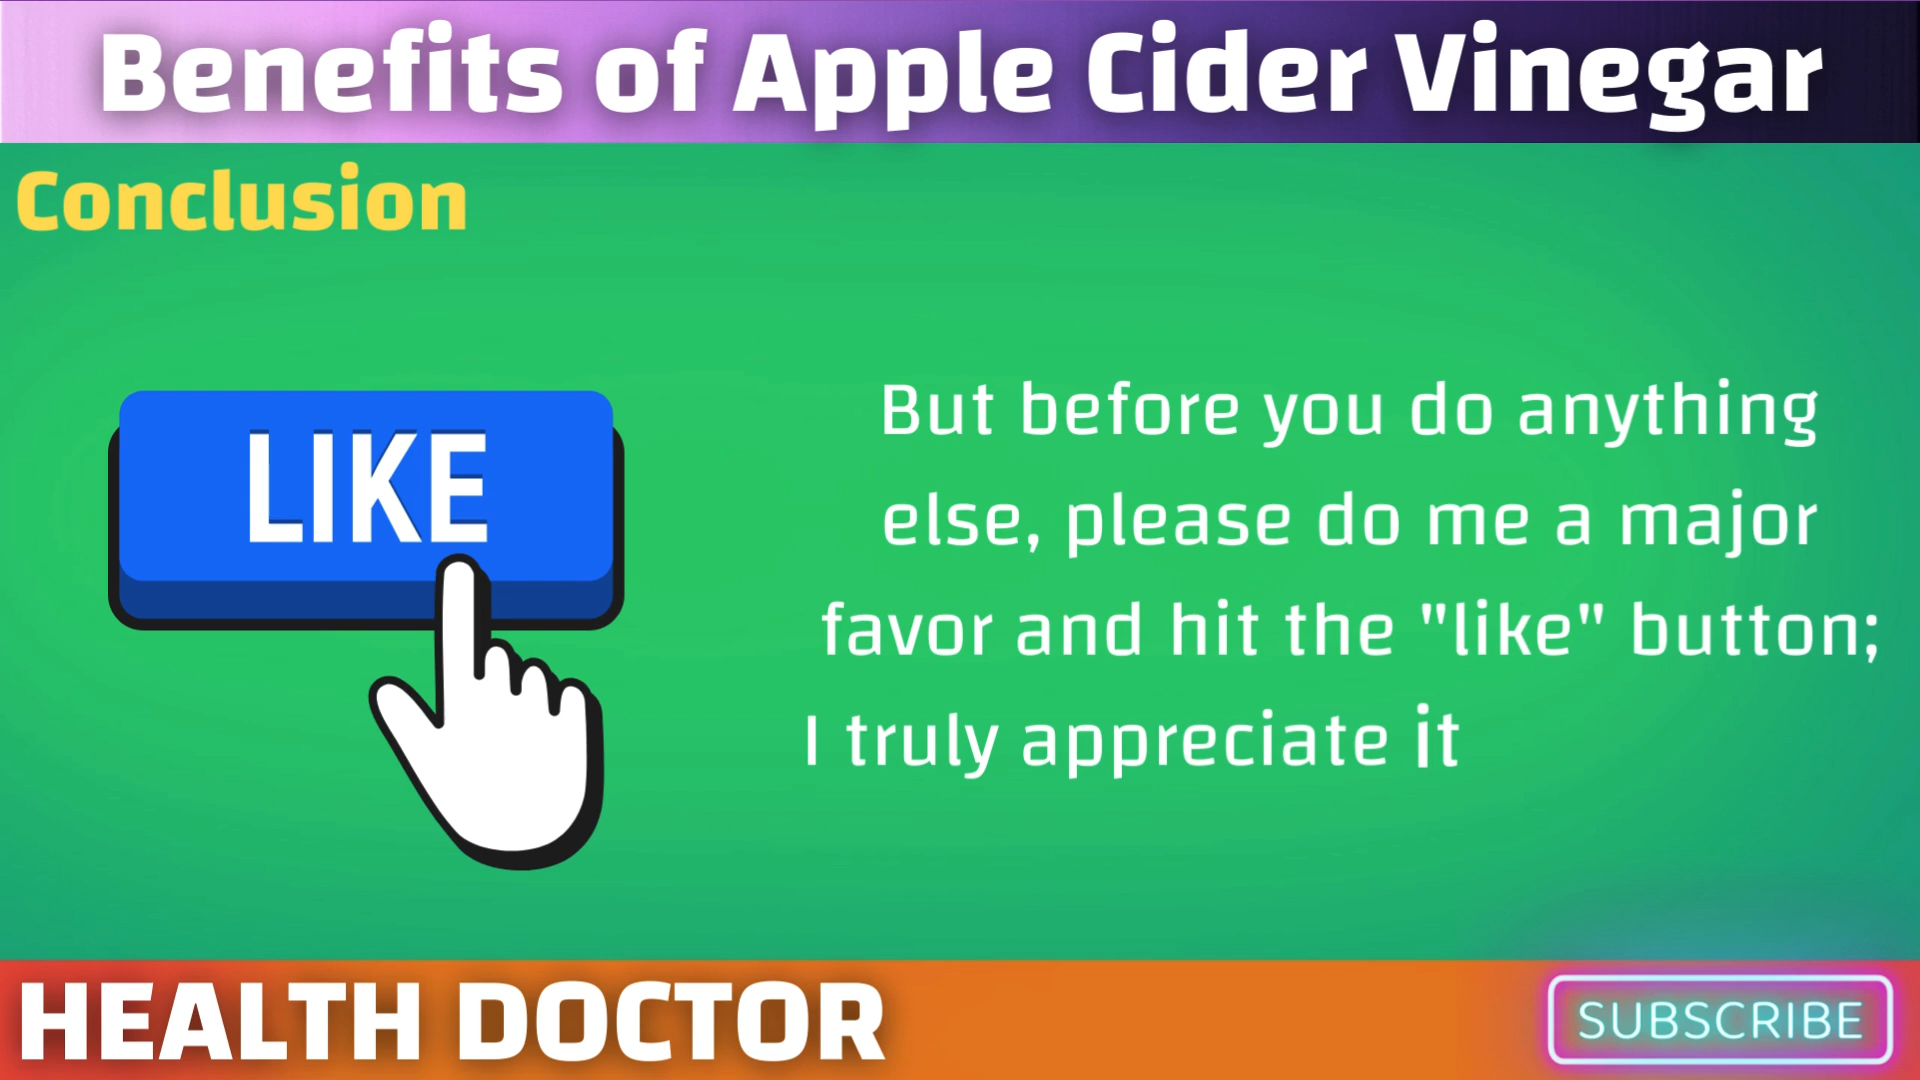 Benefits of Apple Cider Vinegar
Conclusion
LIKE
But before you do anything
else, please do me a major
favor and hit the "like" button;
I truly appreciate it
HEALTH DOCTOR
SUBSCRIBE